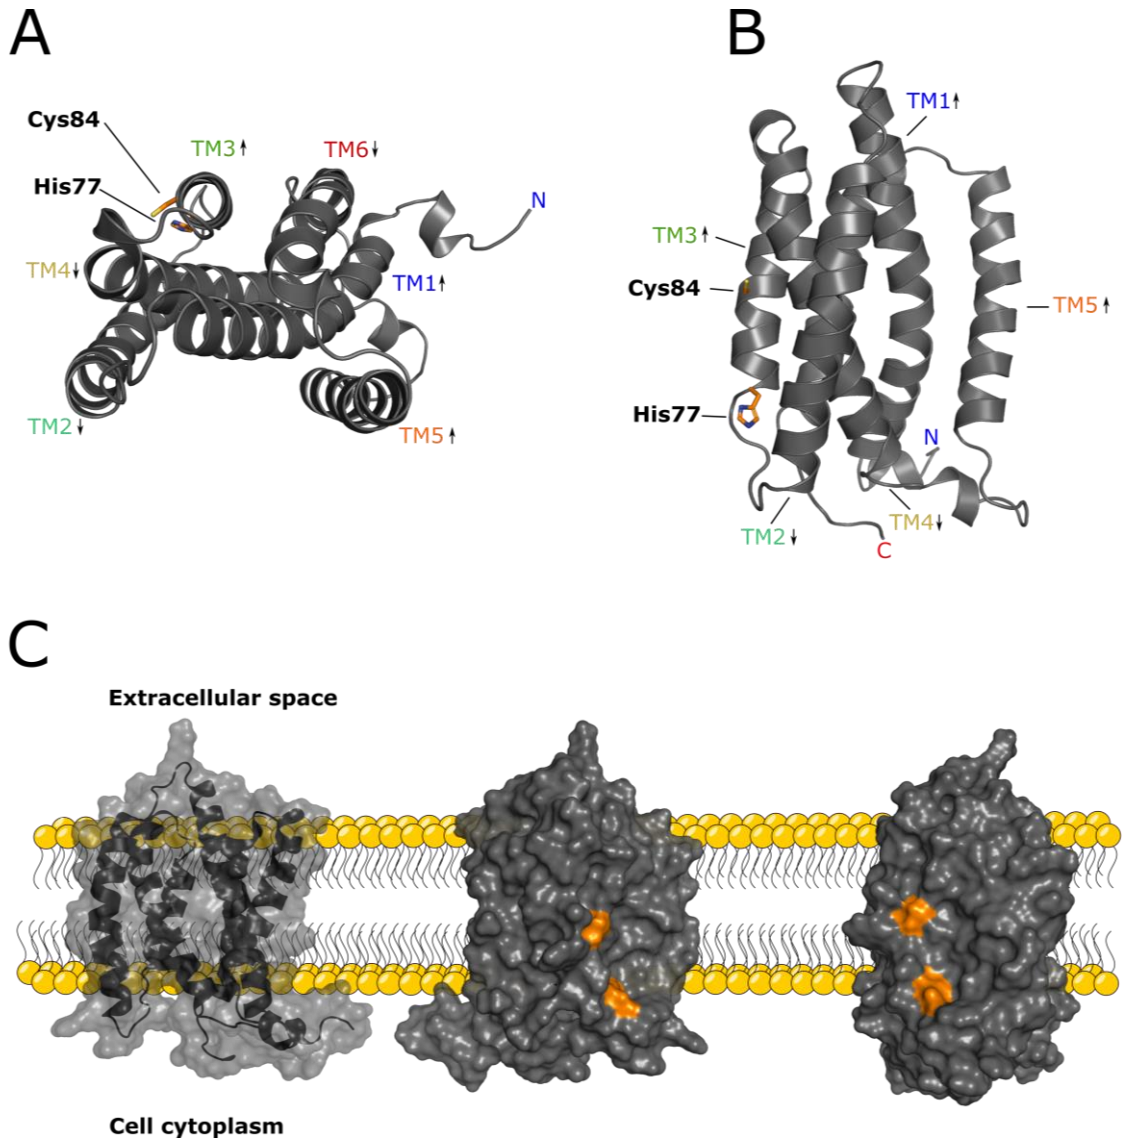 A
Cys84
TM3↑
TM6↓
His77
N
TM4↓
TM1↑
TM2↓
TM5↑
B
TM1↑
TM3↑
Cys84
TM5↑
His77
N
TM2↓
TM4↓
C
C
Extracellular space
Cell cytoplasm